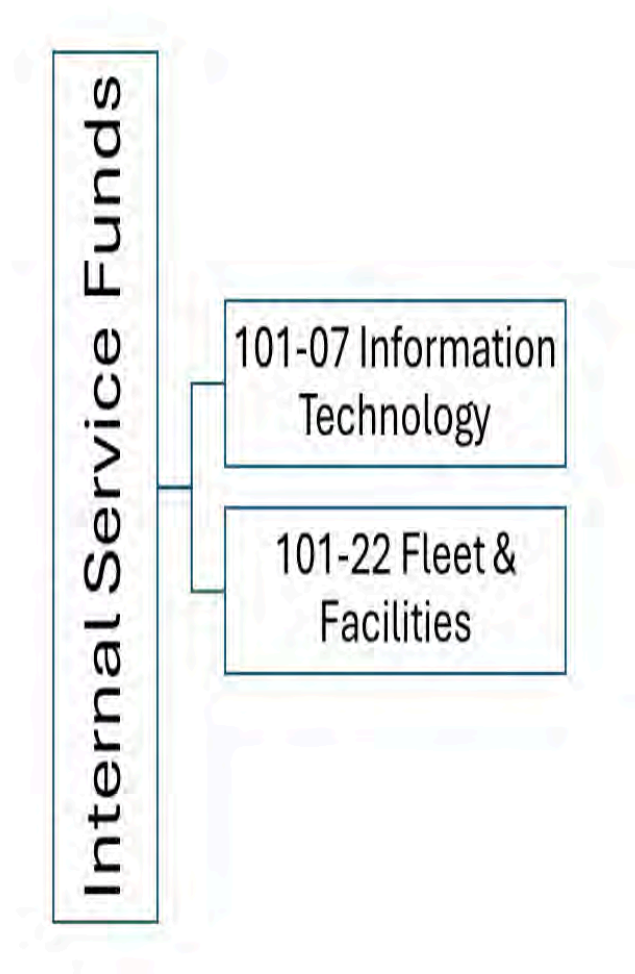 Internal Service Funds
101-07 Information
Technology
101-22 Fleet &
Facilities